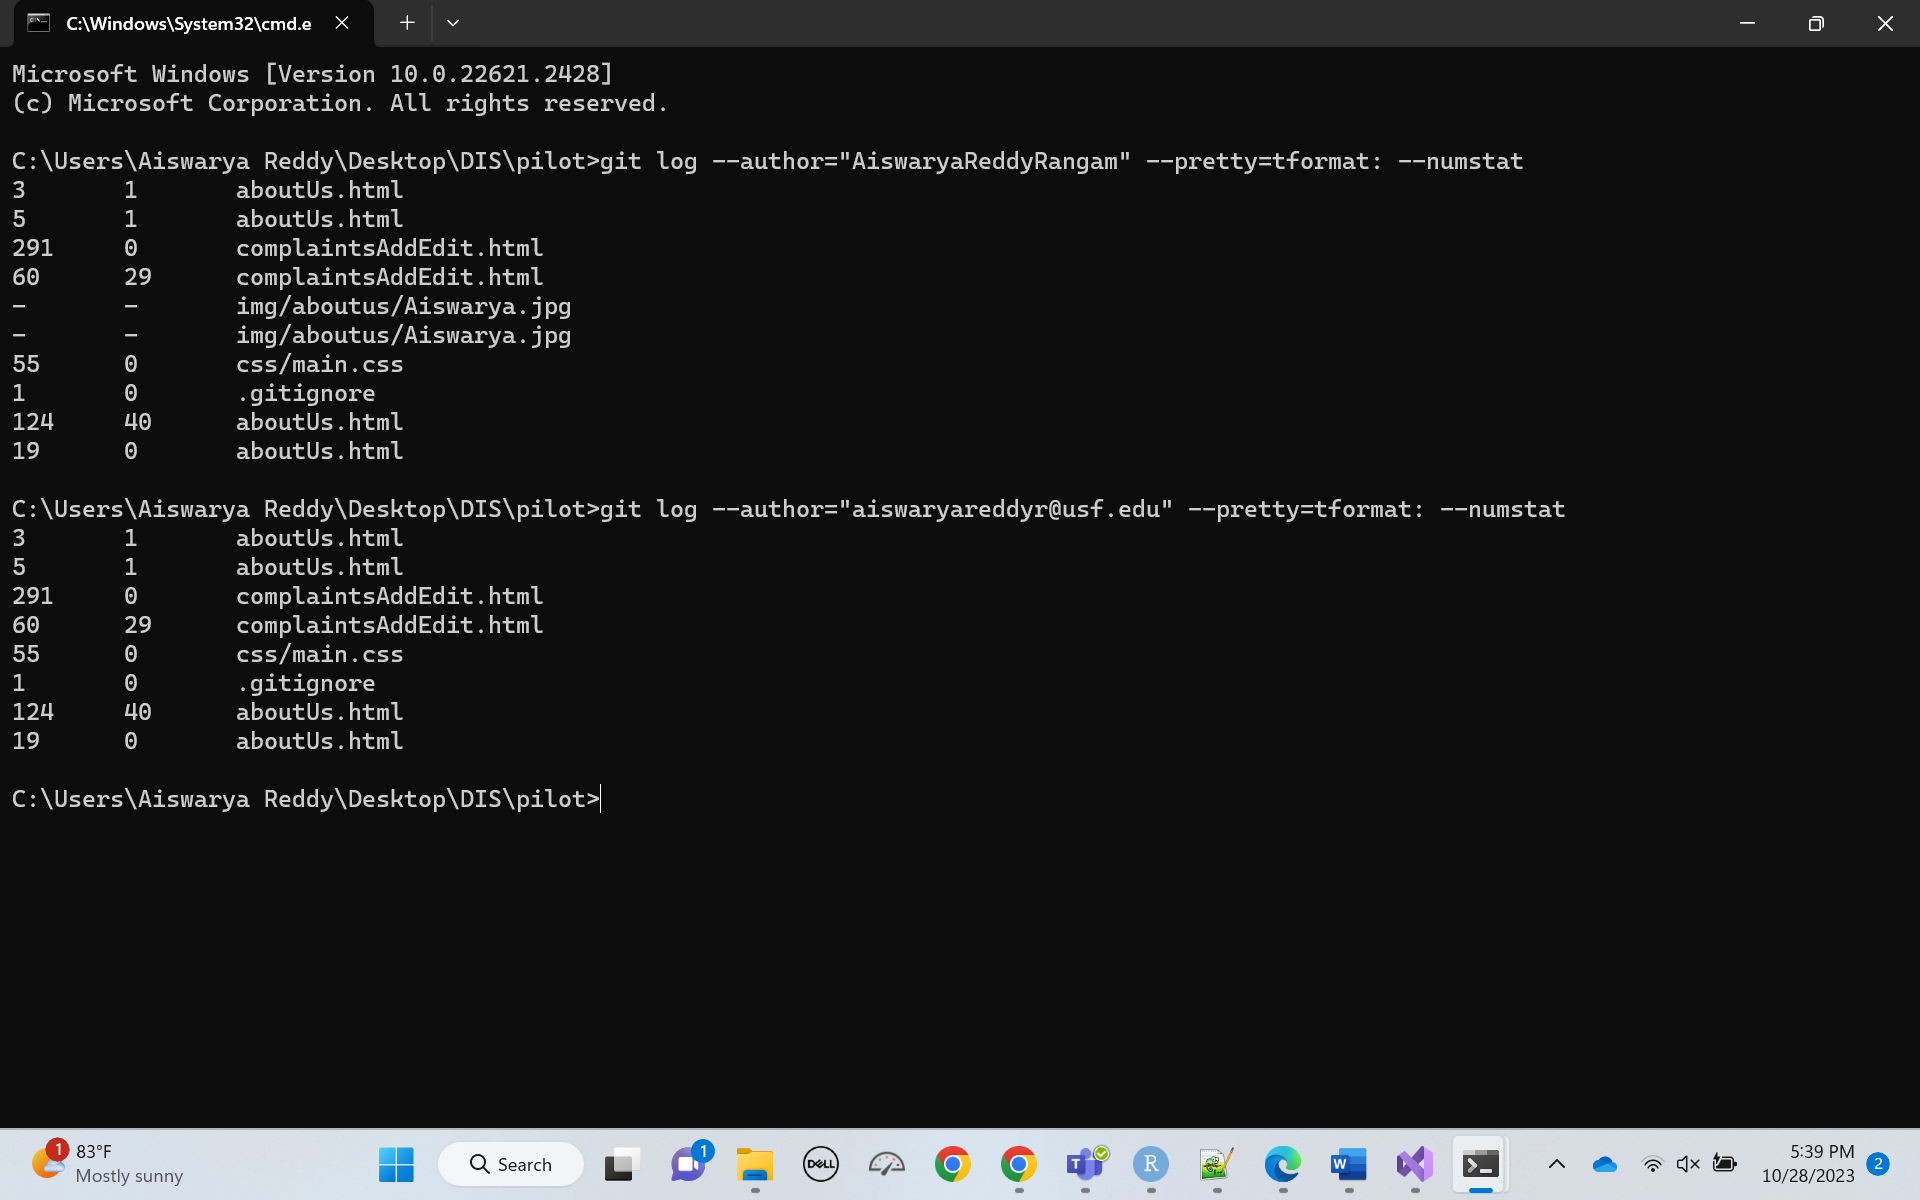 C:\Windows\System32\cmd.e
Microsoft Windows [Version 10.0.22621.2428]
(c) Microsoft Corporation. All rights reserved.
C:\Users\Aiswarya Reddy\Desktop\DIS\pilot>git log --author="AiswaryaReddyRangam" --pretty=tformat: --numstat
3 1 aboutUs.html
5 1 aboutUs.html
291 0 complaintsAddEdit.html
60 29 complaintsAddEdit.html
- - img/aboutus/Aiswarya.jpg
- - img/aboutus/Aiswarya.jpg
55 0 css/main.css
1 0 .gitignore
124 40 aboutUs.html
19 0 aboutUs.html
C:\Users\Aiswarya Reddy\Desktop\DIS\pilot>git log --author="aiswaryareddyr@usf.edu" --pretty=tformat: --numstat
3 1 aboutUs.html
5 1 aboutUs.html
291 0 complaintsAddEdit.html
60 29 complaintsAddEdit.html
55 0 css/main.css
1 0 .gitignore
124 40 aboutUs.html
19 0 aboutUs.html
C:\Users\Aiswarya Reddy\Desktop\DIS\pilot>
1
83°F
Mostly sunny
Search
1
DELL
T
R
W
5:39 PM
10/28/2023
2